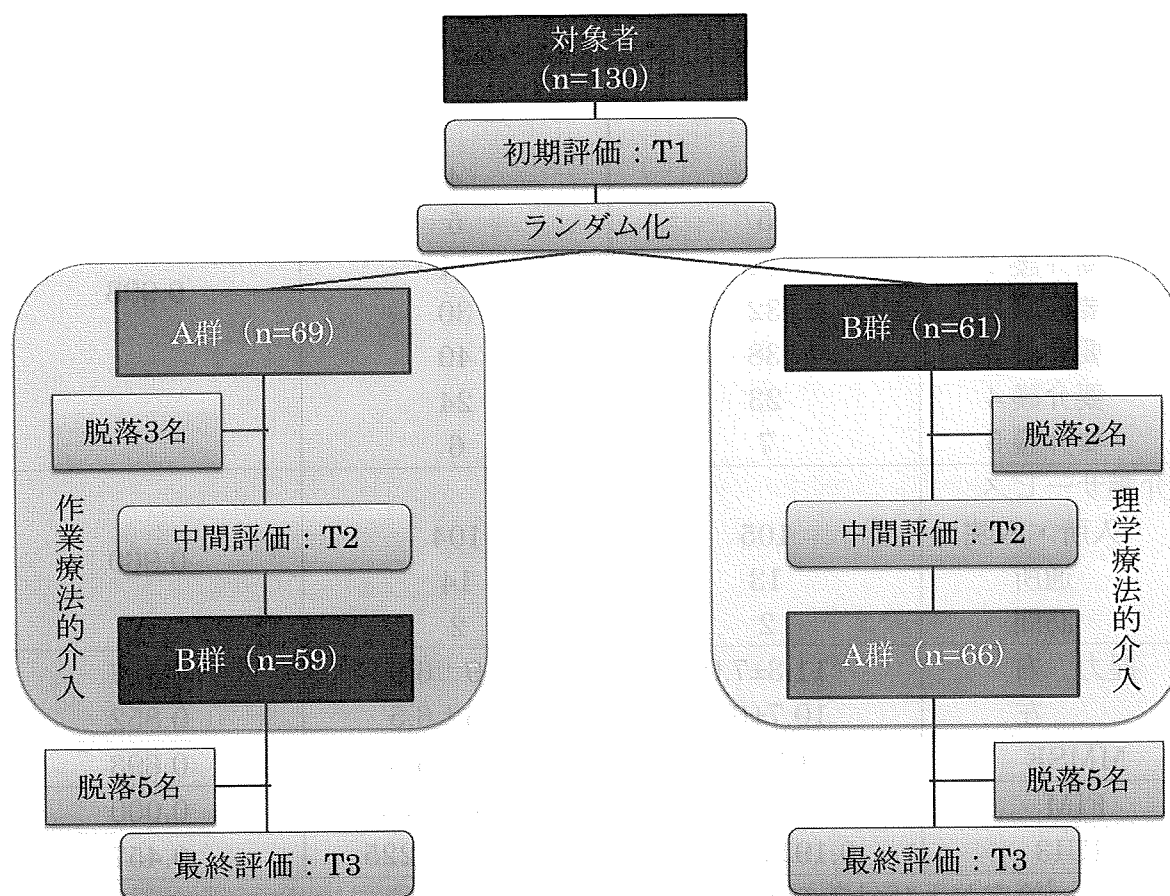 対象者
(n=130)
初期評価：T1
ランダム化
A群（n=69）
脱落3名
中間評価：T2
B群（n=59）
作業療法的介入
脱落5名
最終評価：T3
B群（n=61）
脱落2名
中間評価：T2
A群（n=66）
理学療法的介入
脱落5名
最終評価：T3